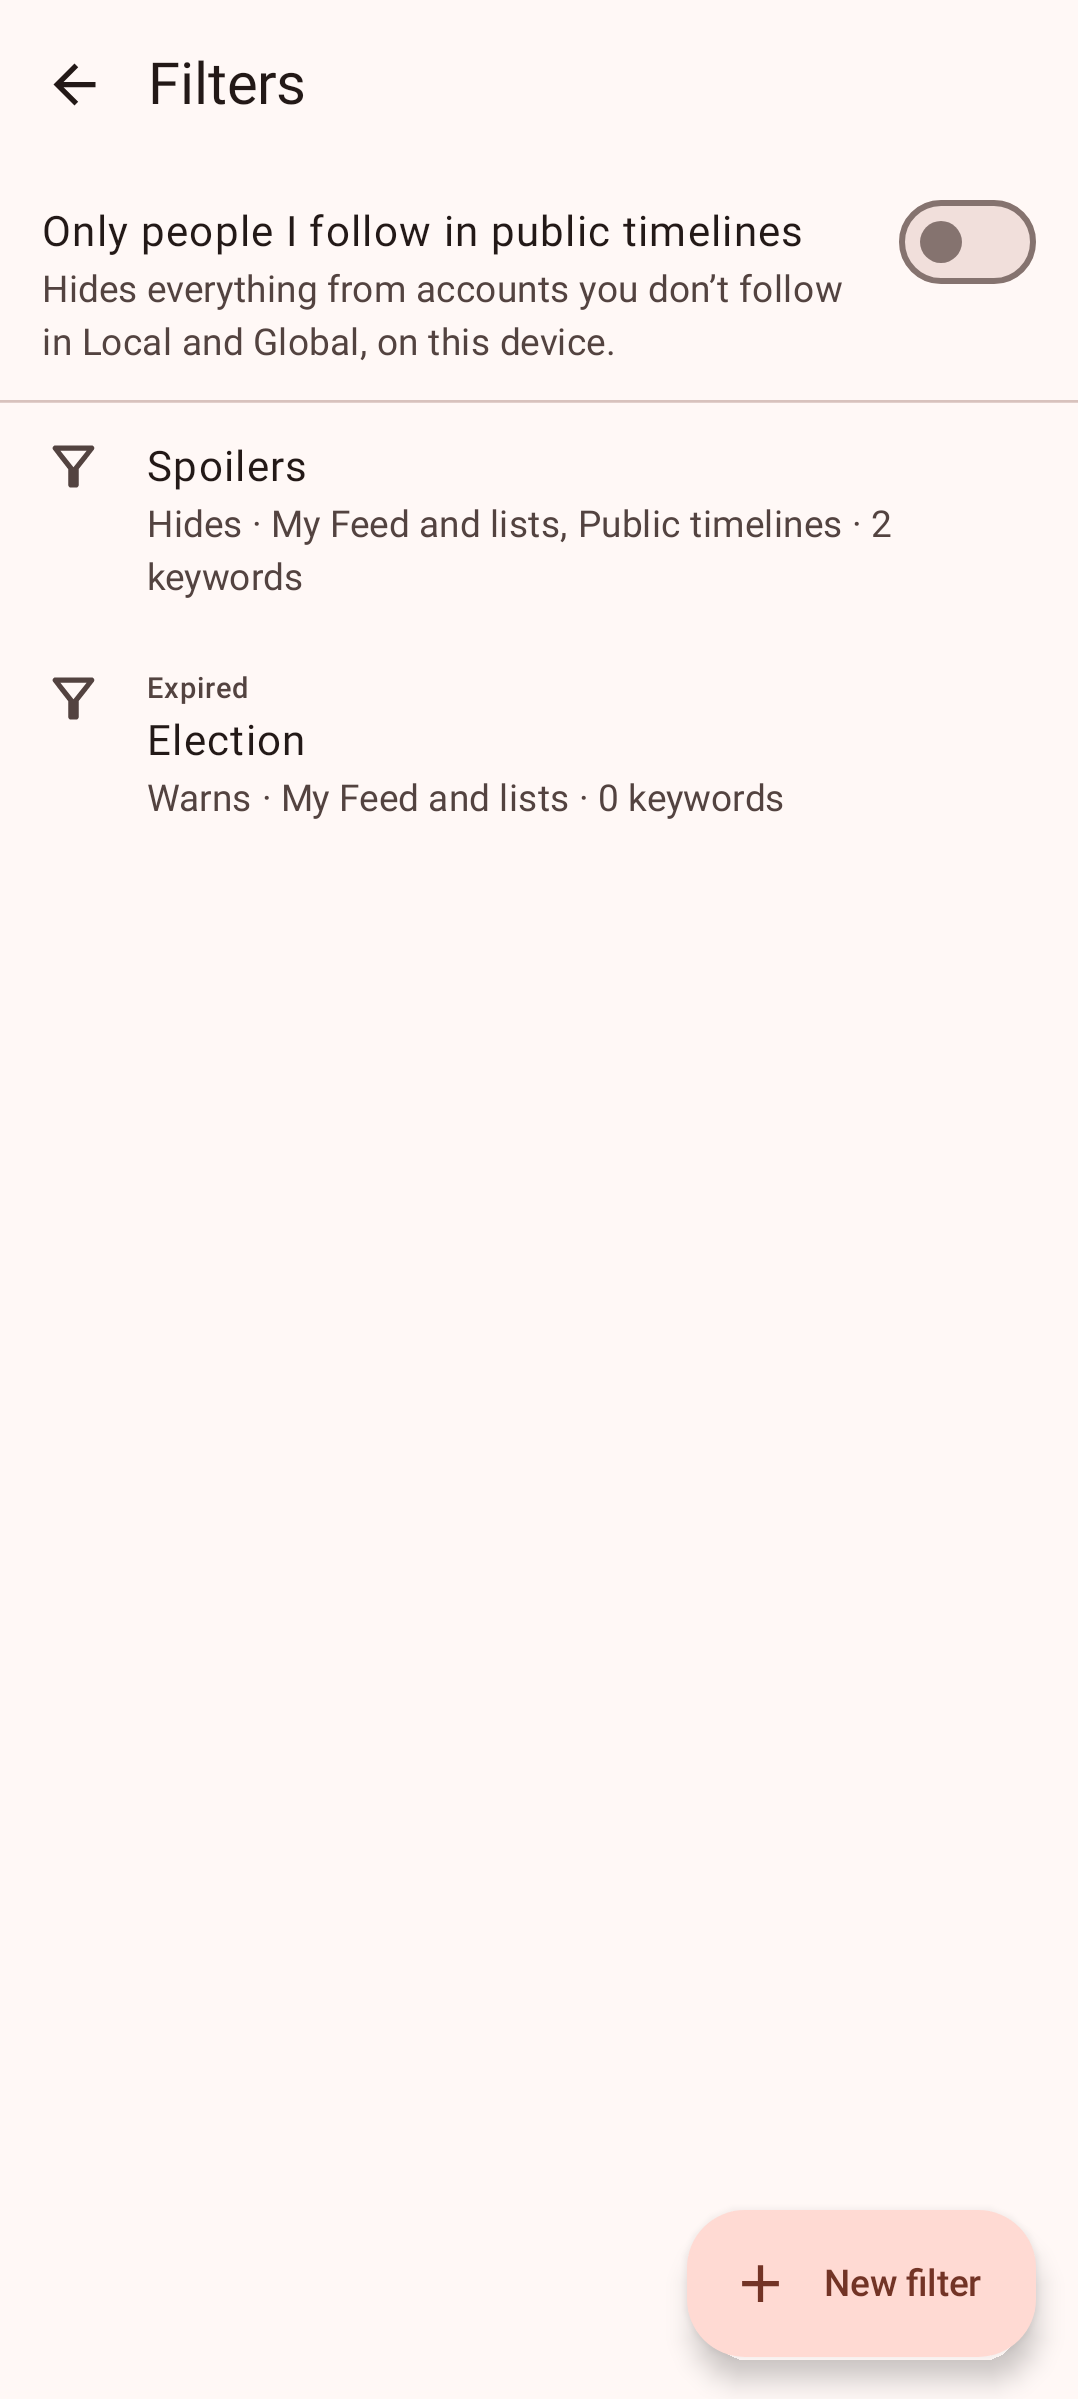 Filters
Only people I follow in public timelines
Hides everything from accounts you don’t follow
in Local and Global, on this device.
Spoilers
Hides · My Feed and lists, Public timelines · 2
keywords
Expired
Election
Warns · My Feed and lists · 0 keywords
New filter